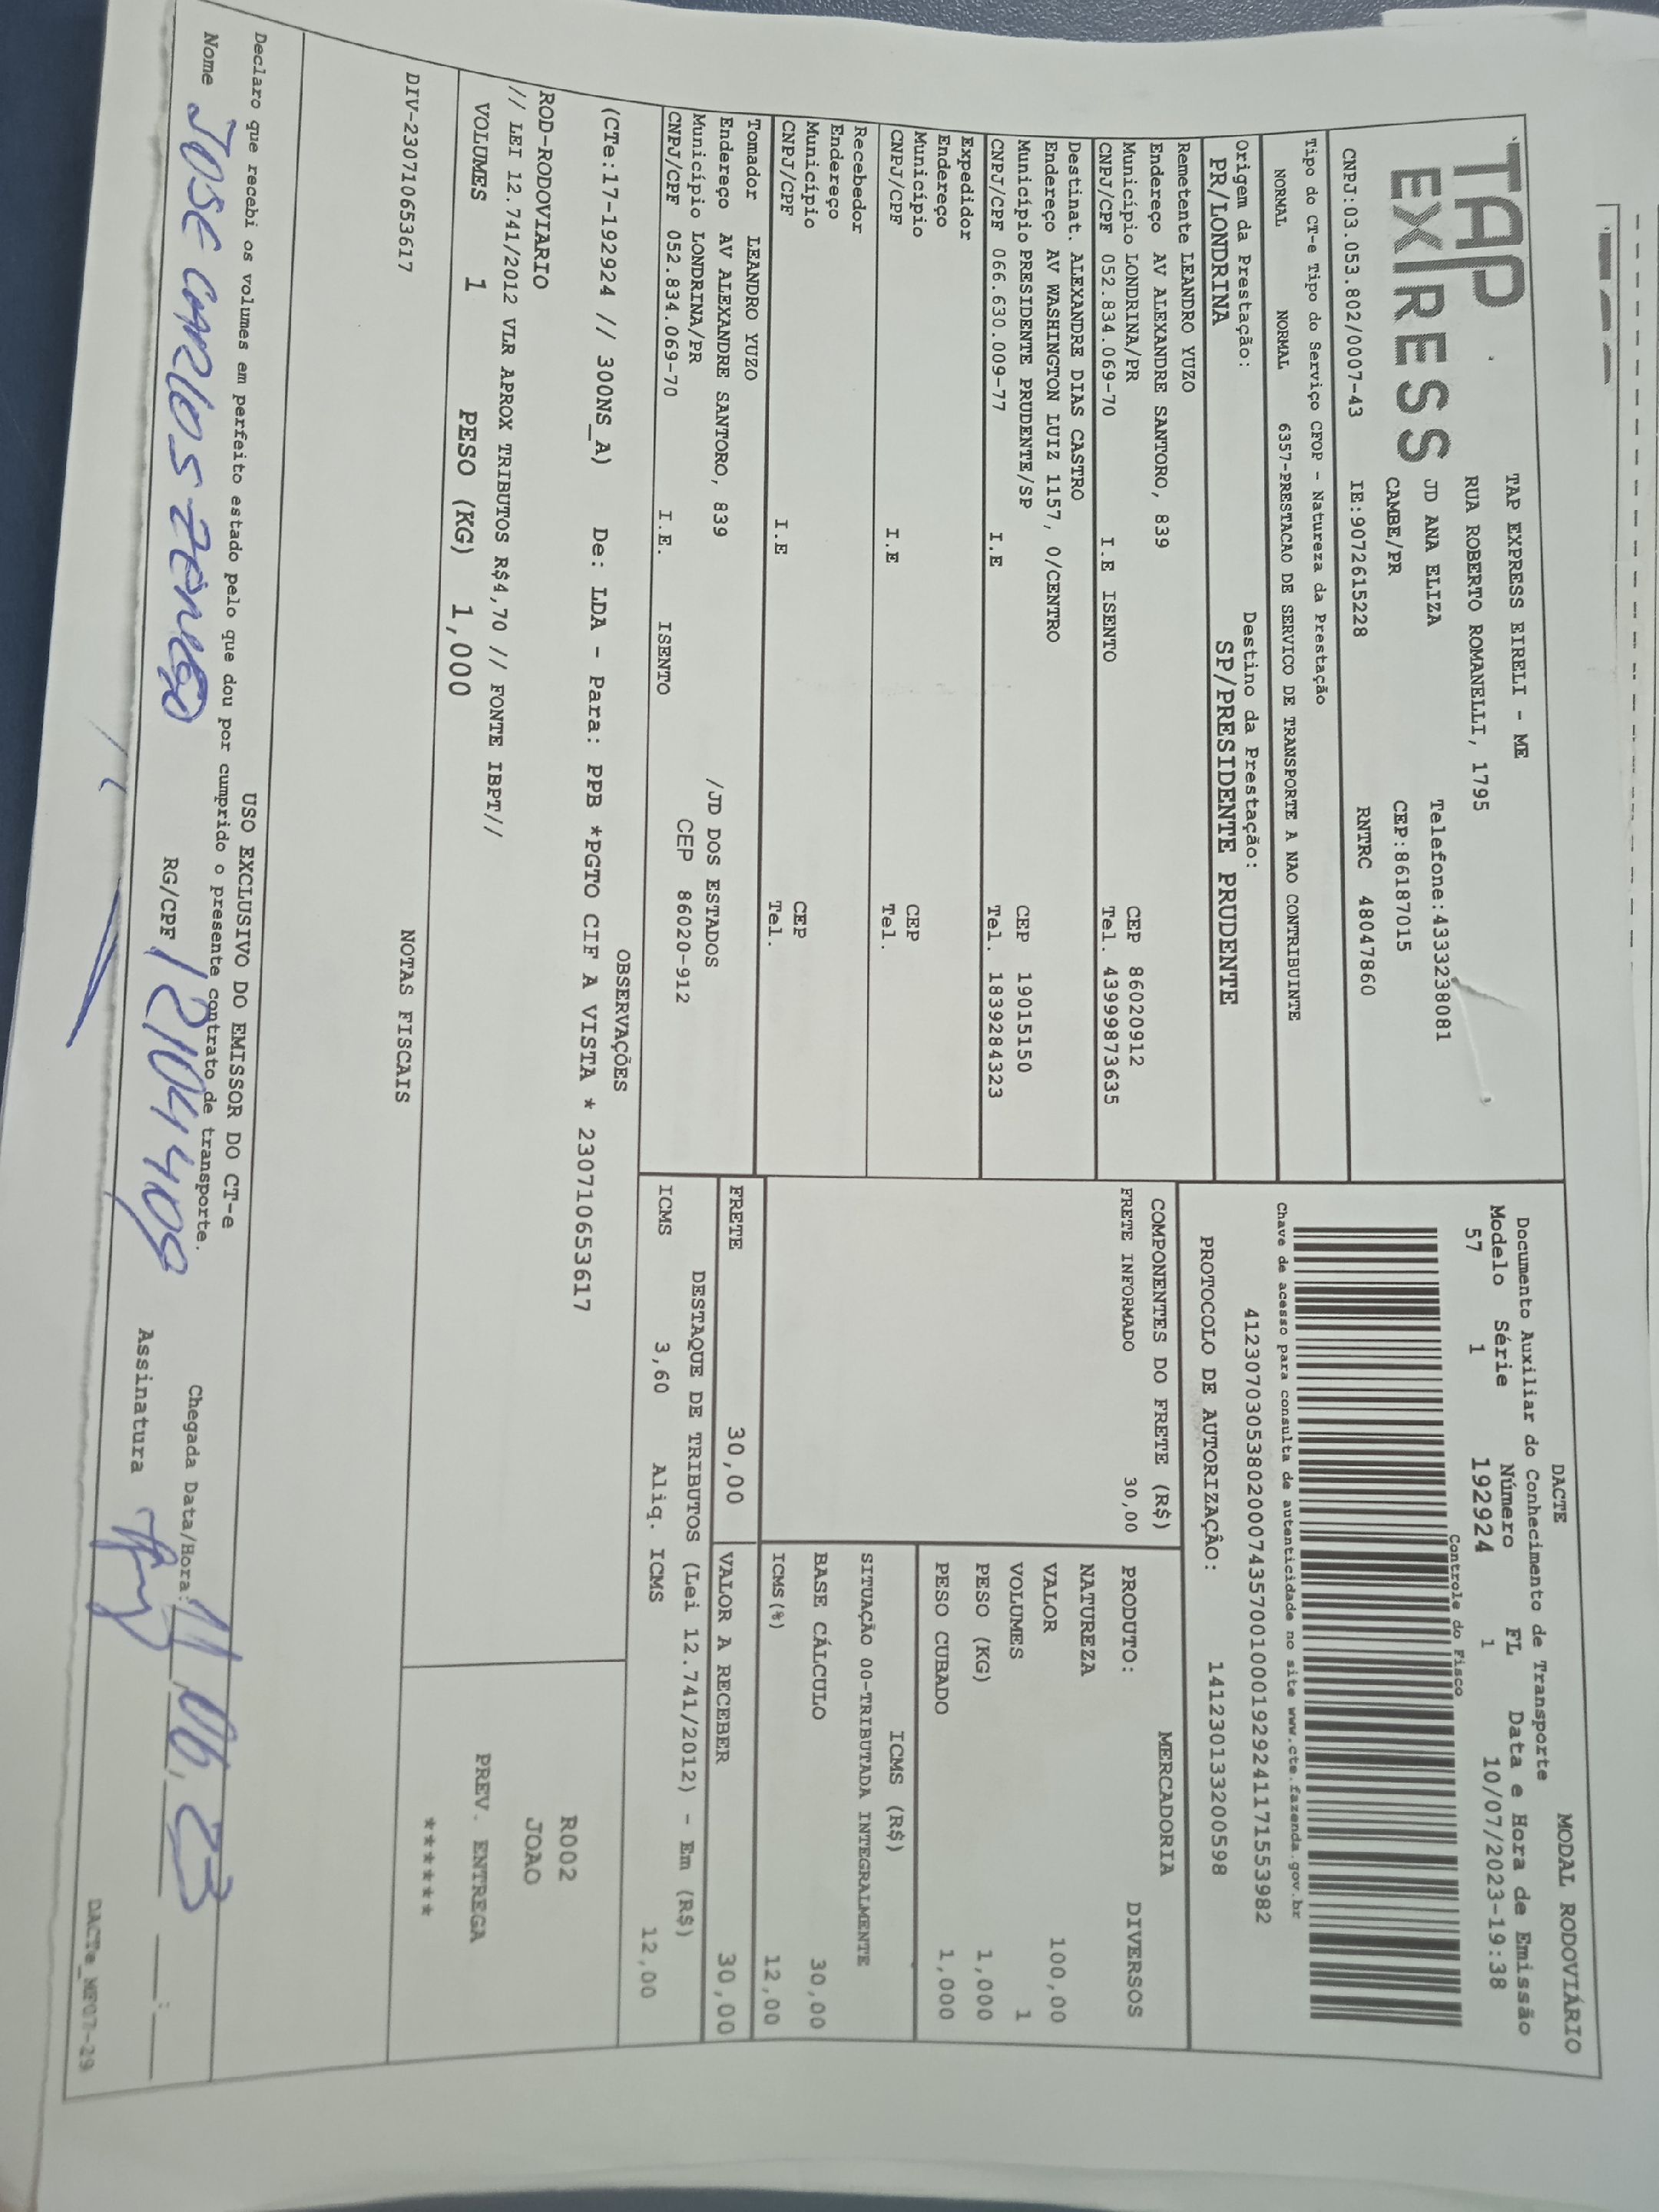 TAP EXPRESS
TAP EXPRESS EIRELI - ME
RUA ROBERTO ROMANELLI, 1795
JD ANA ELIZA Telefone:4333238081
CAMBE/PR CEP:86187015
CNPJ:03.053.802/0007-43 IE:9072615228 RNTRC 48047860
DACTE MODAL RODOVIÁRIO
Documento Auxiliar do Conhecimento de Transporte
Modelo Série Número FL Data e Hora de Emissão
57 1 192924 1 10/07/2023-19:38
Controle do Fisco
Chave de acesso para consulta de autenticidade no site www.cte.fazenda.gov.br
41230703053802000743570010001929241171553982
PROTOCOLO DE AUTORIZAÇÃO: 141230133200598
Tipo do CT-e Tipo do Serviço CFOP - Natureza da Prestação
NORMAL NORMAL 6357-PRESTACAO DE SERVICO DE TRANSPORTE A NAO CONTRIBUINTE
Origem da Prestação: Destino da Prestação:
PR/LONDRINA SP/PRESIDENTE PRUDENTE
Remetente LEANDRO YUZO
Endereço AV ALEXANDRE SANTORO, 839
Município LONDRINA/PR CEP 86020912
CNPJ/CPF 052.834.069-70 I.E ISENTO Tel. 43999873635
Destinat. ALEXANDRE DIAS CASTRO
Endereço AV WASHINGTON LUIZ 1157, 0/CENTRO
Município PRESIDENTE PRUDENTE/SP CEP 19015150
CNPJ/CPF 066.630.009-77 I.E Tel. 1839284323
Expedidor
Endereço
Município CEP
CNPJ/CPF I.E Tel.
Recebedor
Endereço
Município CEP
CNPJ/CPF I.E Tel.
Tomador LEANDRO YUZO
Endereço AV ALEXANDRE SANTORO, 839 /JD DOS ESTADOS
Município LONDRINA/PR CEP 86020-912
CNPJ/CPF 052.834.069-70 I.E. ISENTO
COMPONENTES DO FRETE (R$)
FRETE INFORMADO 30,00
MERCADORIA
PRODUTO: DIVERSOS
NATUREZA
VALOR 100,00
VOLUMES 1
PESO (KG) 1,000
PESO CUBADO 1,000
ICMS (R$)
SITUAÇÃO 00-TRIBUTADA INTEGRALMENTE
BASE CÁLCULO 30,00
ICMS(%) 12,00
FRETE 30,00 VALOR A RECEBER 30,00
DESTAQUE DE TRIBUTOS (Lei 12.741/2012) - Em (R$)
ICMS 3,60 Aliq. ICMS 12,00
OBSERVAÇÕES
(CTe:17-192924 // 300NS_A) De: LDA - Para: PPB *PGTO CIF A VISTA * 230710653617
ROD-RODOVIARIO
// LEI 12.741/2012 VLR APROX TRIBUTOS R$4,70 // FONTE IBPT//
VOLUMES 1 PESO (KG) 1,000
R002
JOAO
PREV. ENTREGA
******
NOTAS FISCAIS
DIV-230710653617
USO EXCLUSIVO DO EMISSOR DO CT-e
Declaro que recebi os volumes em perfeito estado pelo que dou por cumprido o presente contrato de transporte.
Chegada Data/Hora:
Nome JOSE CARLOS RG/CPF Assinatura
DACTe_MF07-29